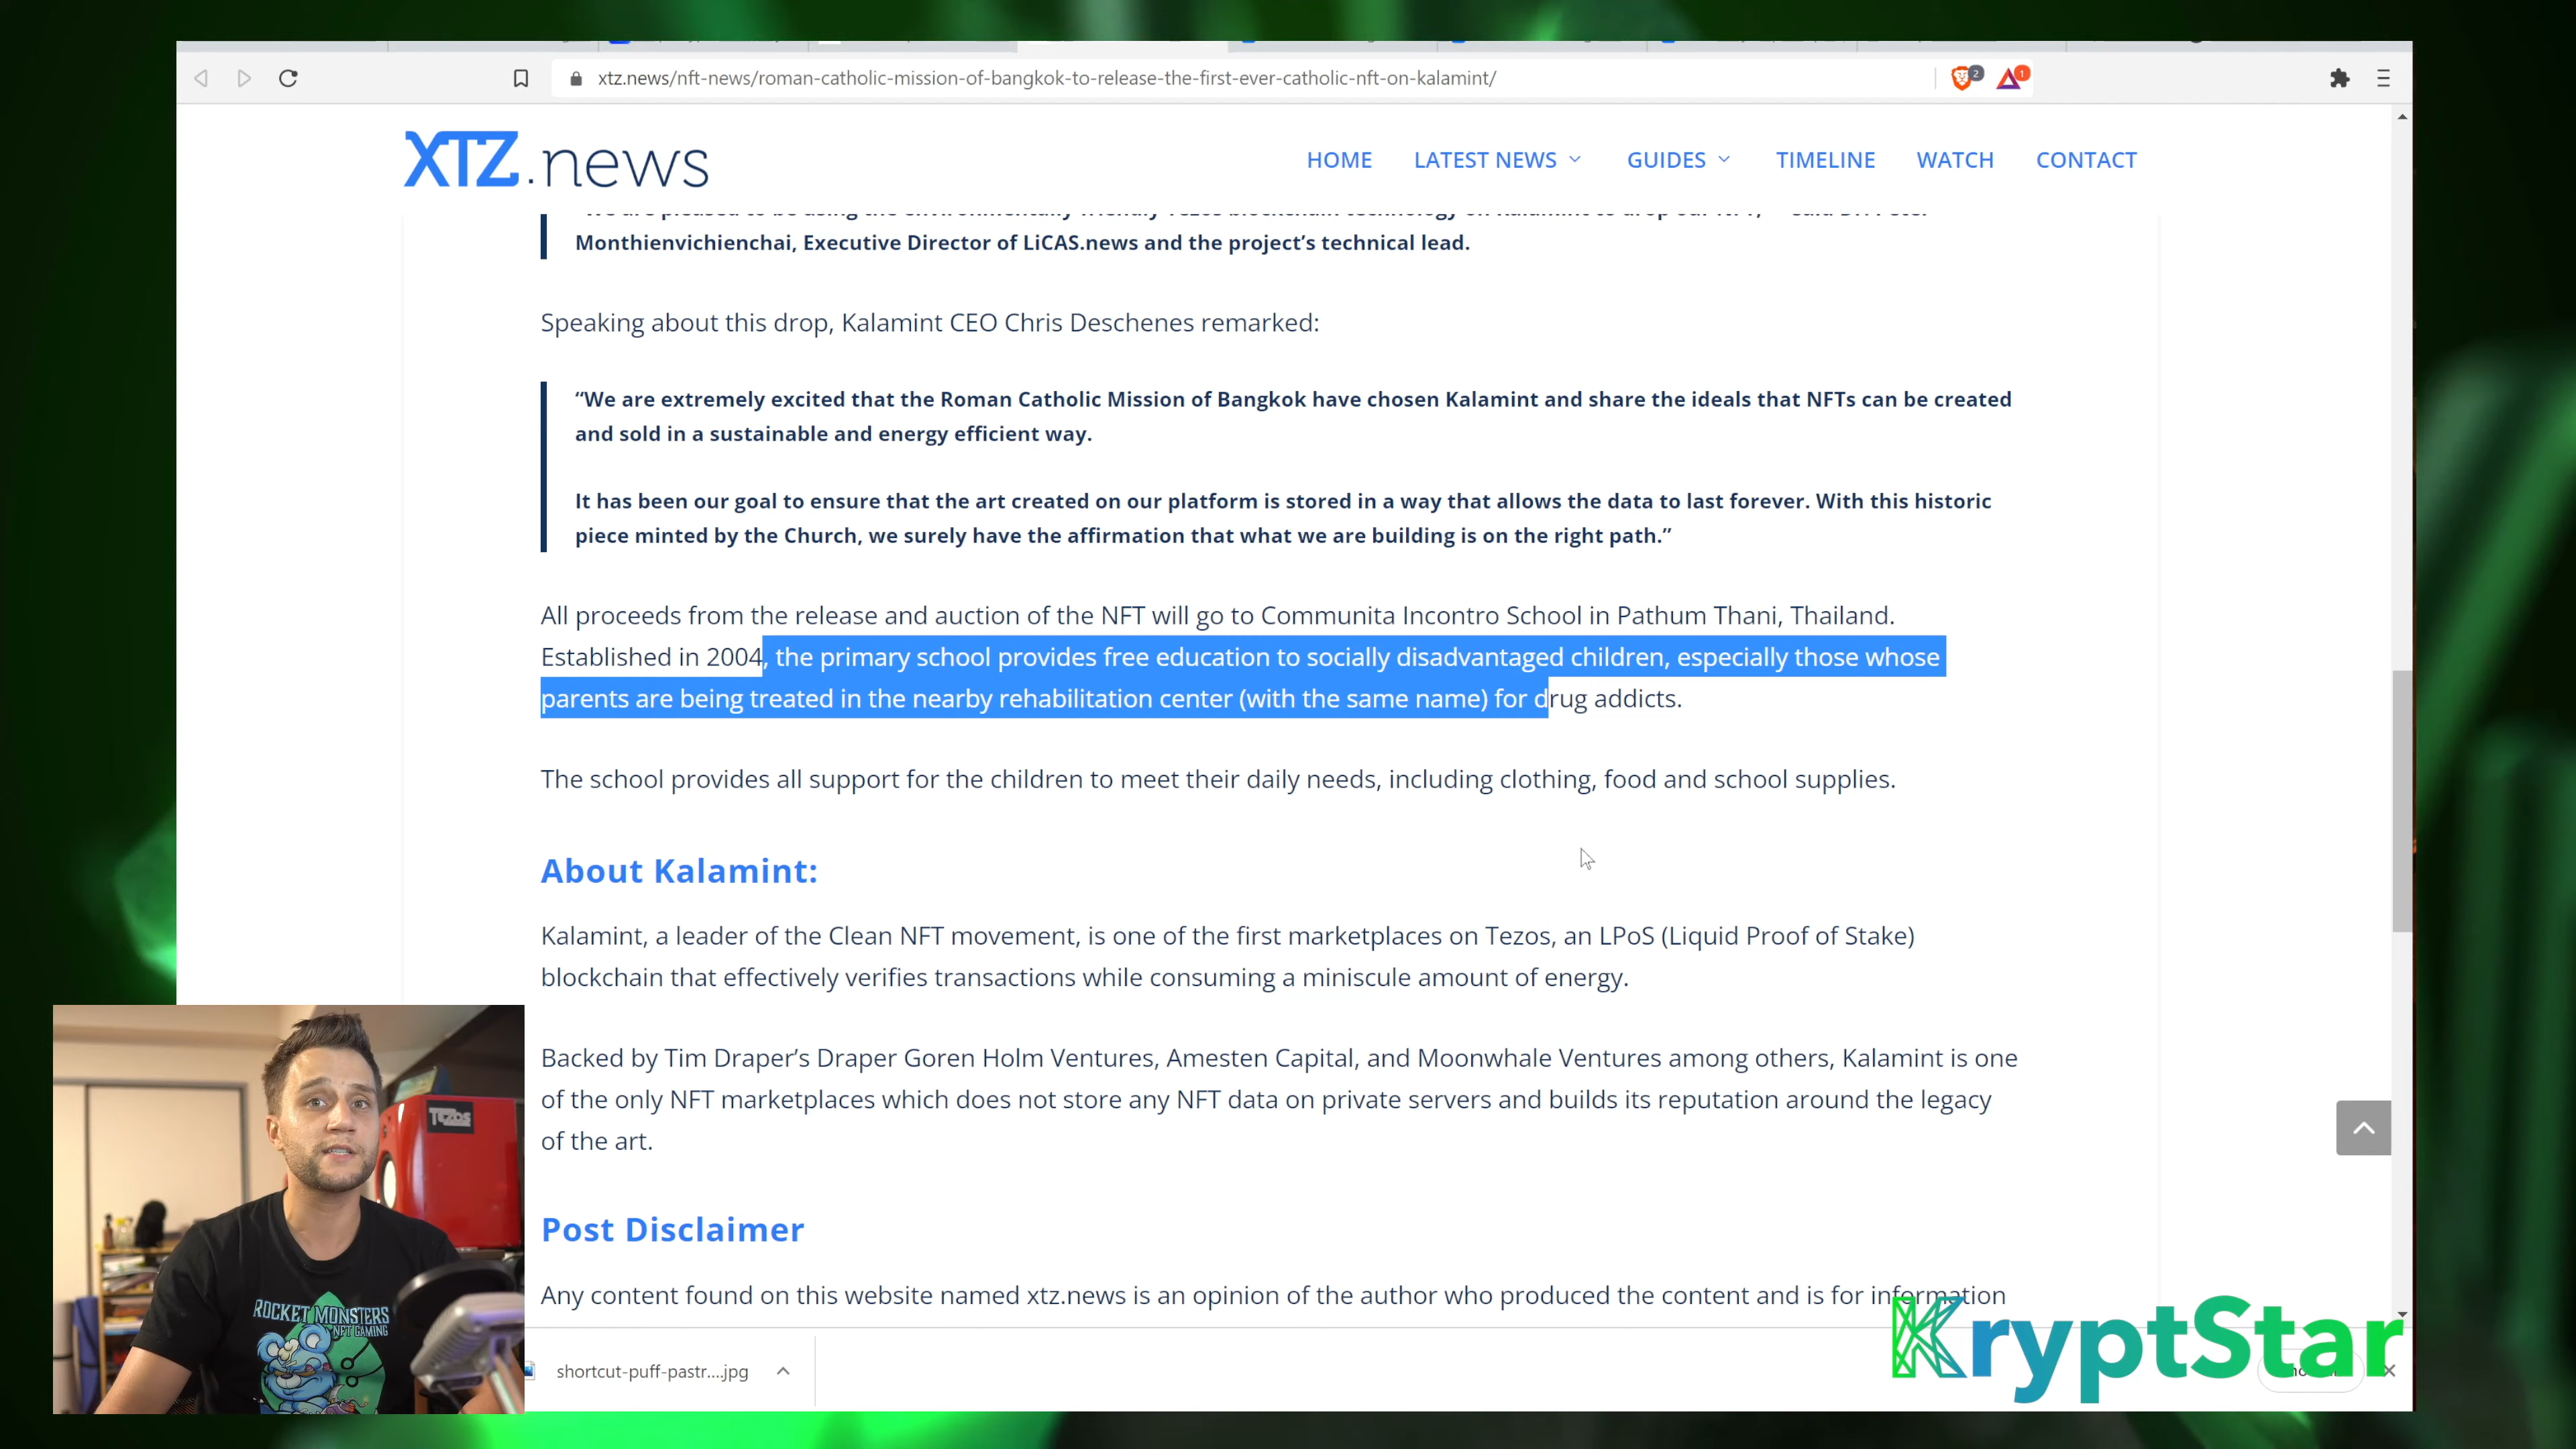 xtz.news/nft-news/roman-catholic-mission-of-bangkok-to-release-the-first-ever-catholic-nft-on-kalamint/
2
1
XTZ.news
HOME LATEST NEWS GUIDES TIMELINE WATCH CONTACT
Monthienvichienchai, Executive Director of LiCAS.news and the project's technical lead.
Speaking about this drop, Kalamint CEO Chris Deschenes remarked:
“We are extremely excited that the Roman Catholic Mission of Bangkok have chosen Kalamint and share the ideals that NFTs can be created
and sold in a sustainable and energy efficient way.
It has been our goal to ensure that the art created on our platform is stored in a way that allows the data to last forever. With this historic
piece minted by the Church, we surely have the affirmation that what we are building is on the right path.”
All proceeds from the release and auction of the NFT will go to Communita Incontro School in Pathum Thani, Thailand.
Established in 2004, the primary school provides free education to socially disadvantaged children, especially those whose
parents are being treated in the nearby rehabilitation center (with the same name) for drug addicts.
The school provides all support for the children to meet their daily needs, including clothing, food and school supplies.
About Kalamint:
Kalamint, a leader of the Clean NFT movement, is one of the first marketplaces on Tezos, an LPoS (Liquid Proof of Stake)
blockchain that effectively verifies transactions while consuming a miniscule amount of energy.
Backed by Tim Draper's Draper Goren Holm Ventures, Amesten Capital, and Moonwhale Ventures among others, Kalamint is one
of the only NFT marketplaces which does not store any NFT data on private servers and builds its reputation around the legacy
of the art.
Post Disclaimer
Any content found on this website named xtz.news is an opinion of the author who produced the content and is for information
TEZOS
ROCKET MONSTERS
NFT GAMING
shortcut-puff-pastr....jpg
KryptStar